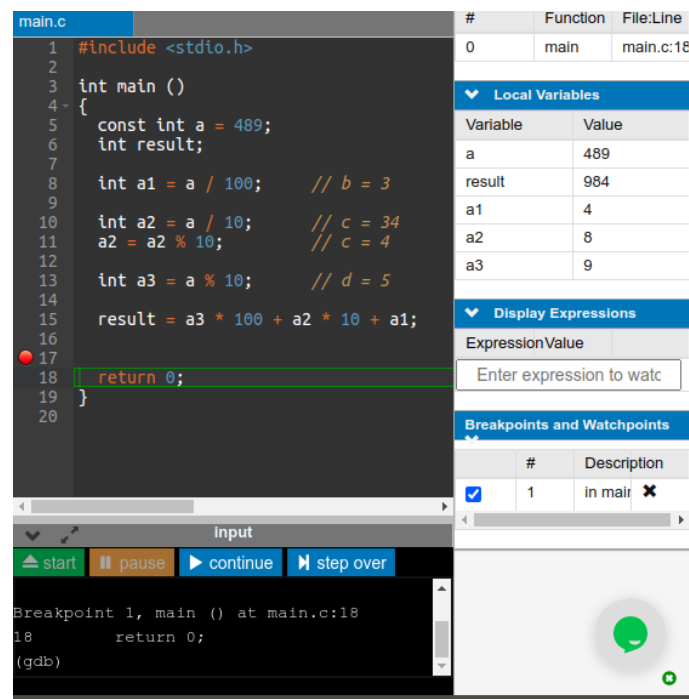 main.c
1 #include <stdio.h>
2
3 int main ()
4 {
5 const int a = 489;
6 int result;
7
8 int a1 = a / 100; // b = 3
9
10 int a2 = a / 10; // c = 34
11 a2 = a2 % 10; // c = 4
12
13 int a3 = a % 10; // d = 5
14
15 result = a3 * 100 + a2 * 10 + a1;
16
17
18 return 0;
19 }
20
input
start pause continue step over
Breakpoint 1, main () at main.c:18
18 return 0;
(gdb)
# Function File:Line
0 main main.c:18
Local Variables
Variable Value
a 489
result 984
a1 4
a2 8
a3 9
Display Expressions
Expression Value
Enter expression to watc
Breakpoints and Watchpoints
# Description
1 in mair